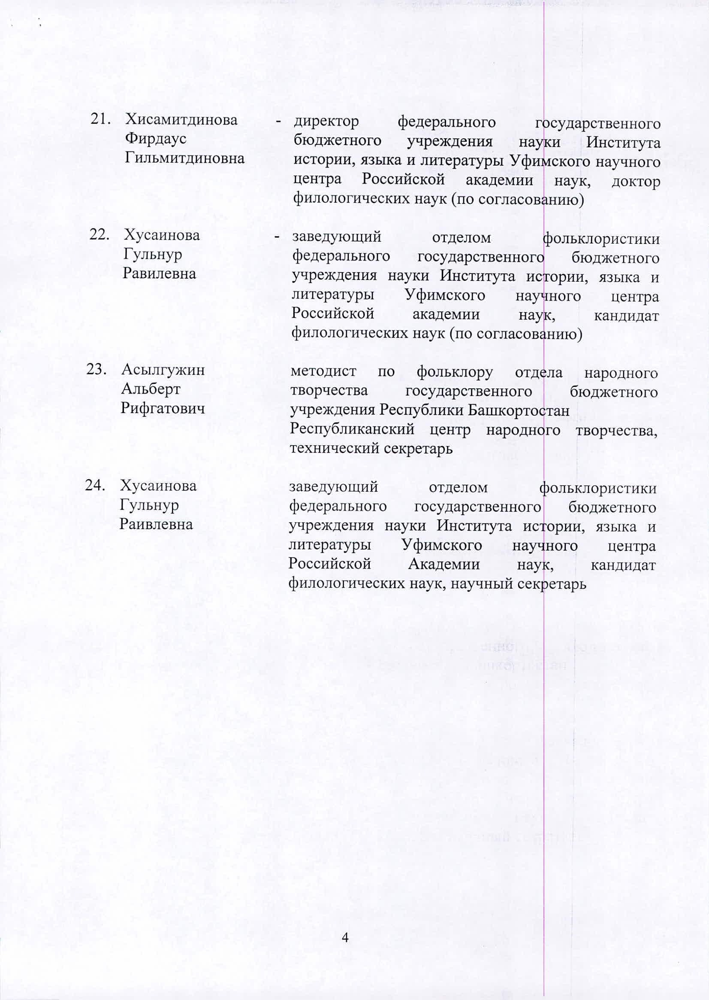 21. Хисамитдинова - директор федерального государственного
Фирдаус бюджетного учреждения науки Института
Гильмитдиновна истории, языка и литературы Уфимского научного
центра Российской академии наук, доктор
филологических наук (по согласованию)
22. Хусаинова - заведующий отделом фольклористики
Гульнур федерального государственного бюджетного
Равилевна учреждения науки Института истории, языка и
литературы Уфимского научного центра
Российской академии наук, кандидат
филологических наук (по согласованию)
23. Асылгужин методист по фольклору отдела народного
Альберт творчества государственного бюджетного
Рифгатович учреждения Республики Башкортостан
Республиканский центр народного творчества,
технический секретарь
24. Хусаинова заведующий отделом фольклористики
Гульнур федерального государственного бюджетного
Раивлевна учреждения науки Института истории, языка и
литературы Уфимского научного центра
Российской Академии наук, кандидат
филологических наук, научный секретарь
4